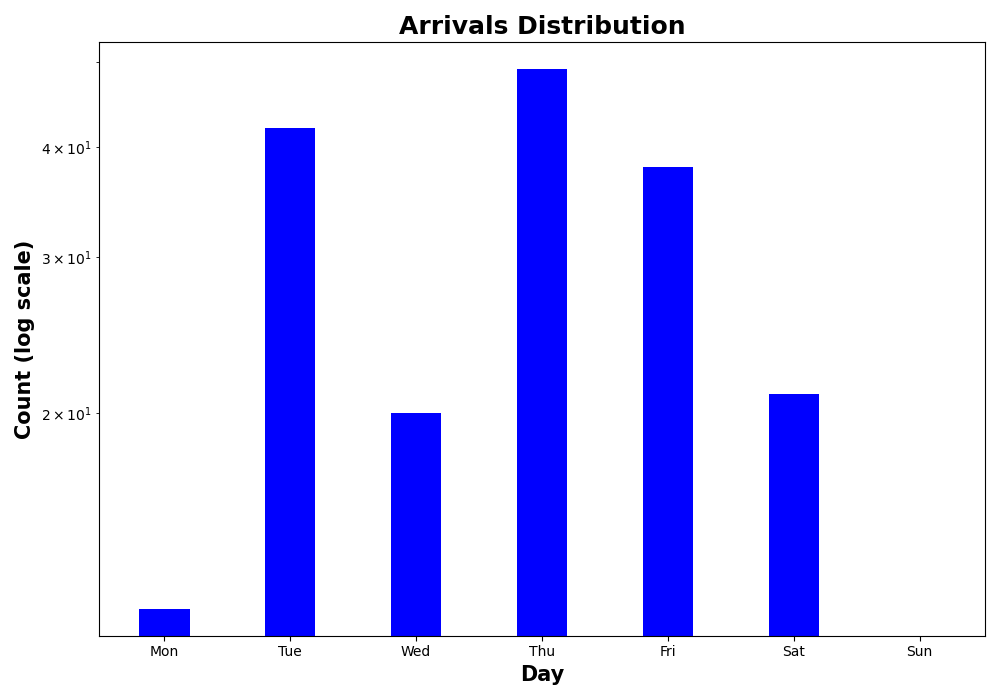 Arrivals Distribution
Count (log scale)
4 × 10¹
3 × 10¹
2 × 10¹
Mon Tue Wed Thu Fri Sat Sun
Day